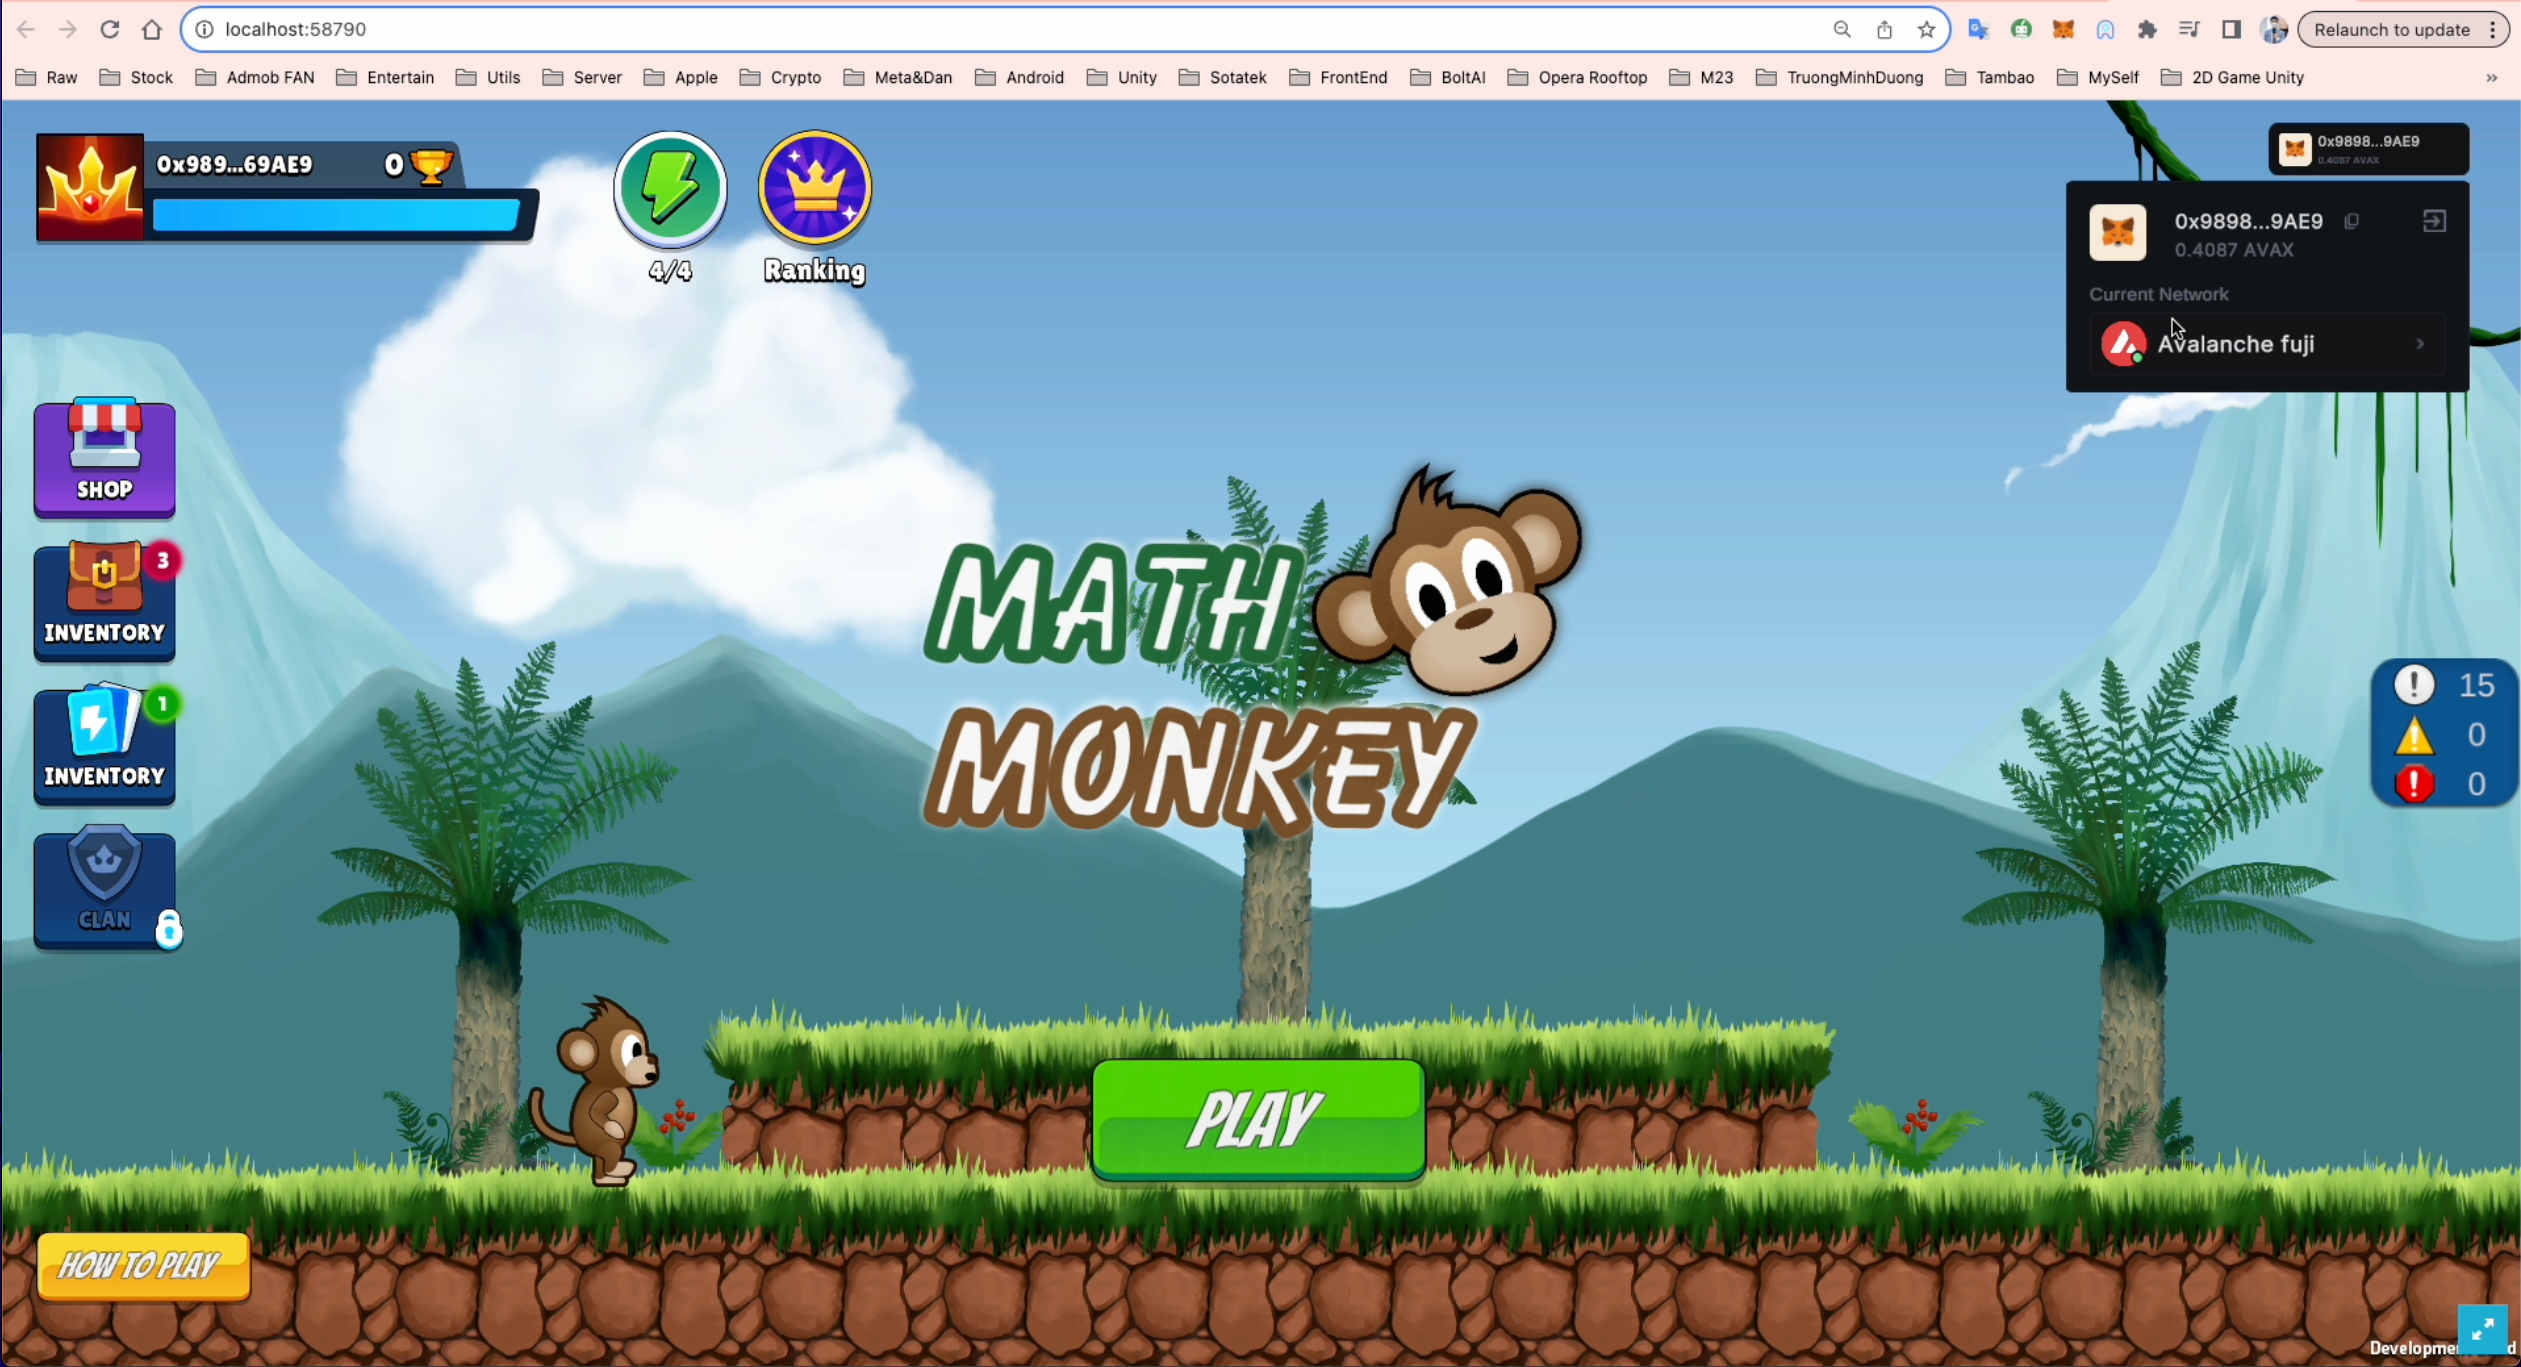 localhost:58790
Relaunch to update
Raw Stock Admob FAN Entertain Utils Server Apple Crypto Meta&Dan Android Unity Sotatek FrontEnd BoltAI Opera Rooftop M23 TruongMinhDuong Tambao MySelf 2D Game Unity »
0x989...69AE9 0
4/4
Ranking
0x9898...9AE9
0.4087 AVAX
0x9898...9AE9
0.4087 AVAX
Current Network
Avalanche fuji
SHOP
3
INVENTORY
1
INVENTORY
CLAN
MATH
MONKEY
15
0
0
PLAY
HOW TO PLAY